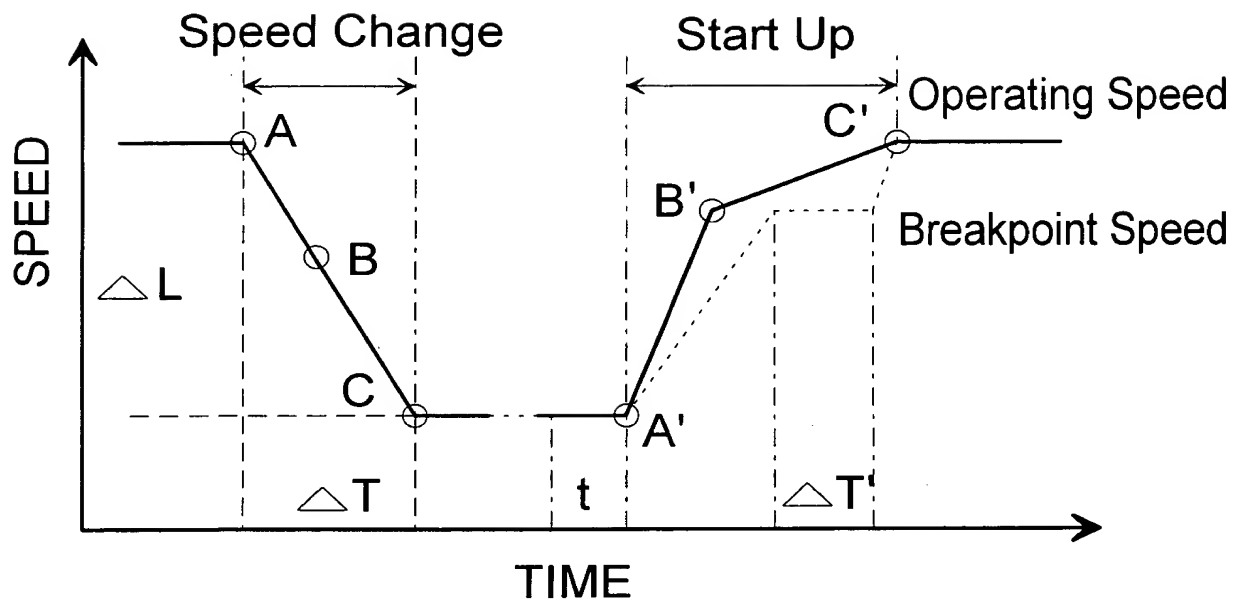 Speed Change
Start Up
Operating Speed
A
C'
B'
Breakpoint Speed
B
SPEED
△L
C
A'
△T
t
△T'
TIME